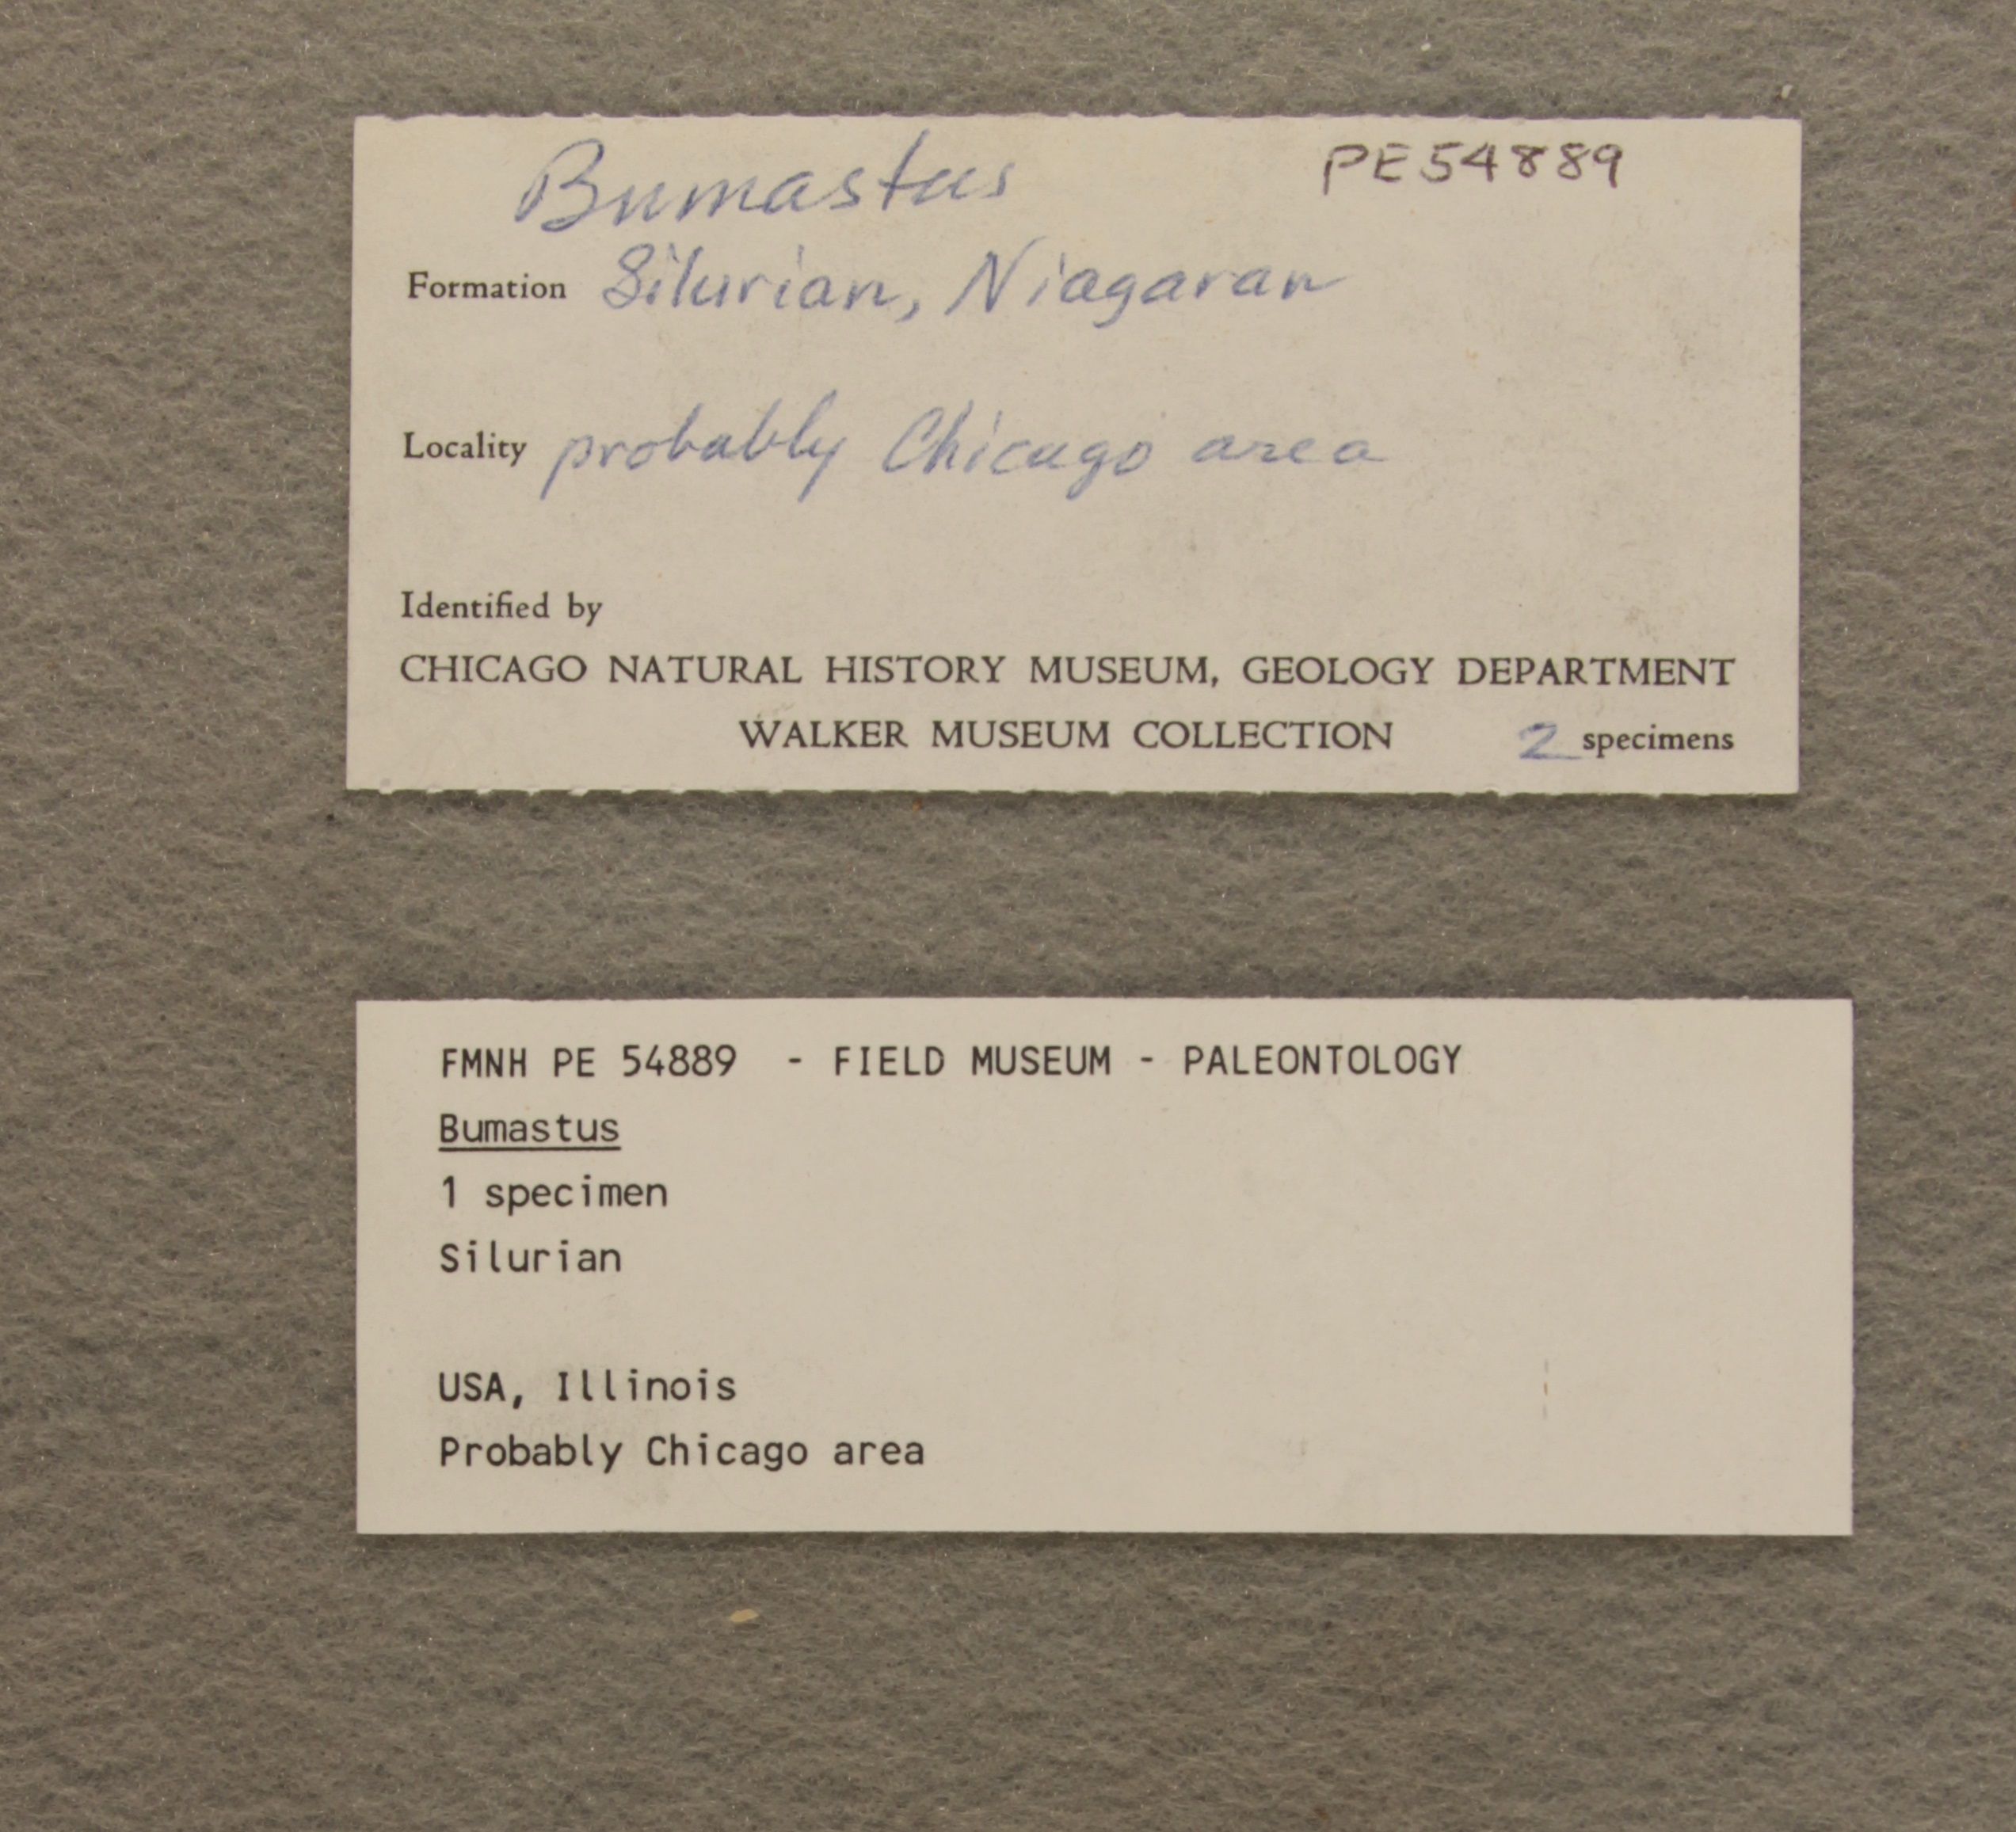 Bumastus PE54889
Formation Silurian, Niagaran
Locality probably Chicago area
Identified by
CHICAGO NATURAL HISTORY MUSEUM, GEOLOGY DEPARTMENT
WALKER MUSEUM COLLECTION 2 specimens
FMNH PE 54889 - FIELD MUSEUM - PALEONTOLOGY
Bumastus
1 specimen
Silurian
USA, Illinois
Probably Chicago area